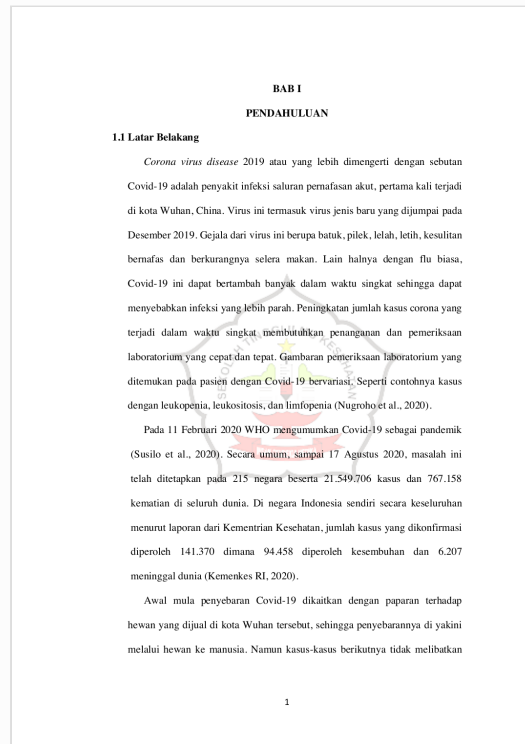 BAB I
PENDAHULUAN
1.1 Latar Belakang
Corona virus disease 2019 atau yang lebih dimengerti dengan sebutan
Covid-19 adalah penyakit infeksi saluran pernafasan akut, pertama kali terjadi
di kota Wuhan, China. Virus ini termasuk virus jenis baru yang dijumpai pada
Desember 2019. Gejala dari virus ini berupa batuk, pilek, lelah, letih, kesulitan
bernafas dan berkurangnya selera makan. Lain halnya dengan flu biasa,
Covid-19 ini dapat bertambah banyak dalam waktu singkat sehingga dapat
menyebabkan infeksi yang lebih parah. Peningkatan jumlah kasus corona yang
terjadi dalam waktu singkat membutuhkan penanganan dan pemeriksaan
laboratorium yang cepat dan tepat. Gambaran pemeriksaan laboratorium yang
ditemukan pada pasien dengan Covid-19 bervariasi, Seperti contohnya kasus
dengan leukopenia, leukositosis, dan limfopenia (Nugroho et al., 2020).
Pada 11 Februari 2020 WHO mengumumkan Covid-19 sebagai pandemik
(Susilo et al., 2020). Secara umum, sampai 17 Agustus 2020, masalah ini
telah ditetapkan pada 215 negara beserta 21.549.706 kasus dan 767.158
kematian di seluruh dunia. Di negara Indonesia sendiri secara keseluruhan
menurut laporan dari Kementrian Kesehatan, jumlah kasus yang dikonfirmasi
diperoleh 141.370 dimana 94.458 diperoleh kesembuhan dan 6.207
meninggal dunia (Kemenkes RI, 2020).
Awal mula penyebaran Covid-19 dikaitkan dengan paparan terhadap
hewan yang dijual di kota Wuhan tersebut, sehingga penyebarannya di yakini
melalui hewan ke manusia. Namun kasus-kasus berikutnya tidak melibatkan
1
SEKOLAH TINGGI ILMU KESEHATAN